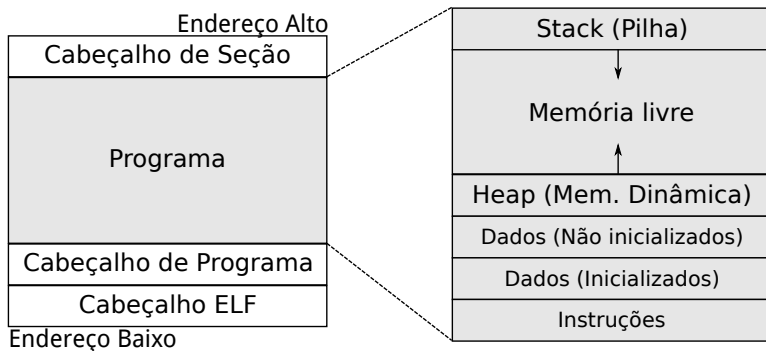 Endereço Alto
Cabeçalho de Seção
Programa
Cabeçalho de Programa
Cabeçalho ELF
Endereço Baixo
Stack (Pilha)
Memória livre
Heap (Mem. Dinâmica)
Dados (Não inicializados)
Dados (Inicializados)
Instruções